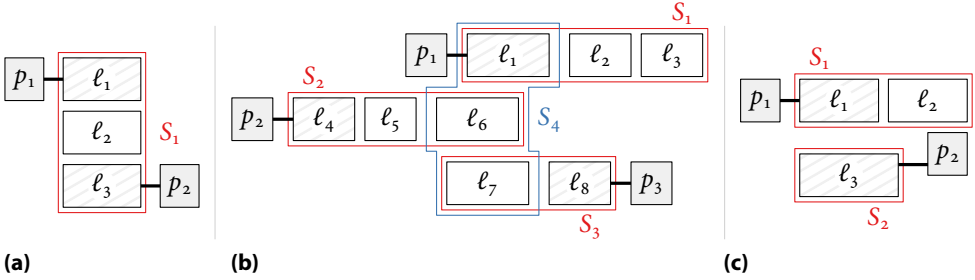 p₁ ℓ₁
ℓ₂ S₁
ℓ₃ p₂
(a)
S₁
p₁ ℓ₁ ℓ₂ ℓ₃
S₂
p₂ ℓ₄ ℓ₅ ℓ₆ S₄
ℓ₇ ℓ₈ p₃
S₃
(b)
S₁
p₁ ℓ₁ ℓ₂
ℓ₃ p₂
S₂
(c)